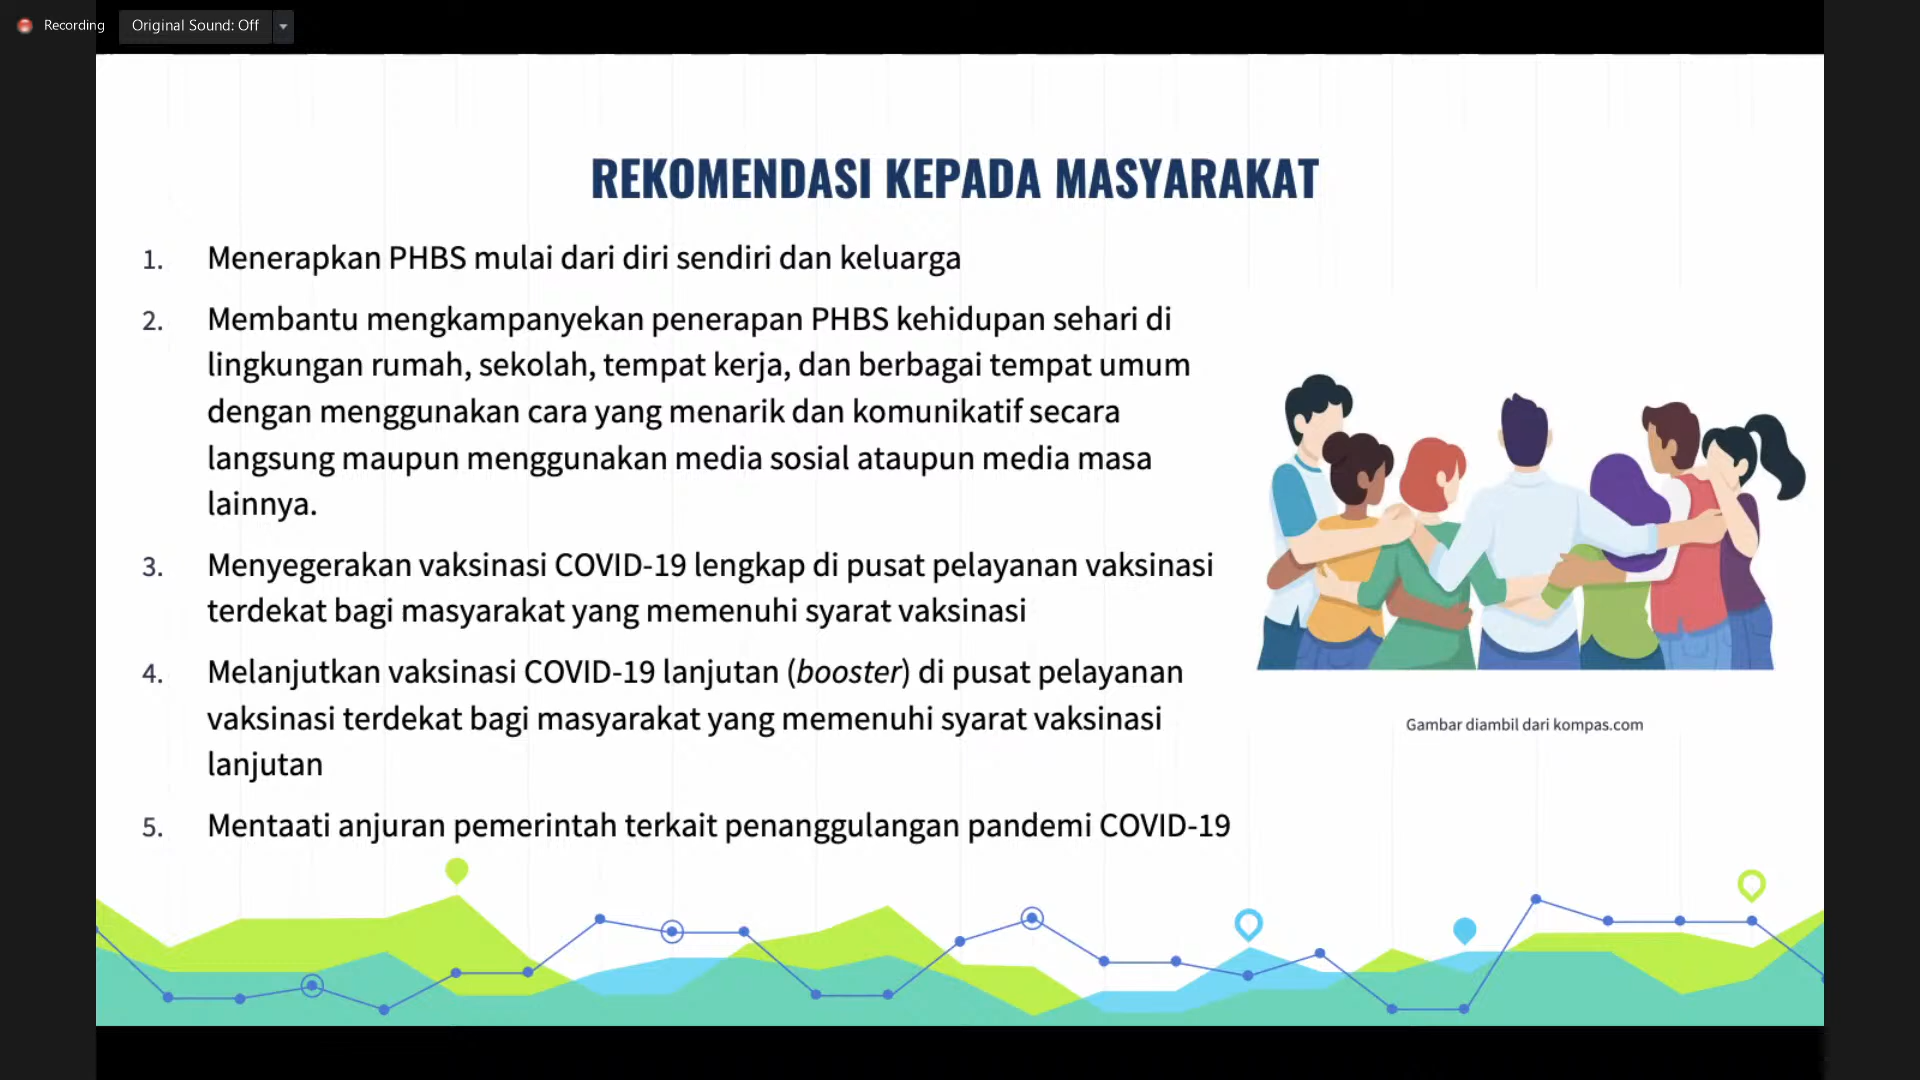 Recording
Original Sound: Off
REKOMENDASI KEPADA MASYARAKAT
1. Menerapkan PHBS mulai dari diri sendiri dan keluarga
2. Membantu mengkampanyekan penerapan PHBS kehidupan sehari di
lingkungan rumah, sekolah, tempat kerja, dan berbagai tempat umum
dengan menggunakan cara yang menarik dan komunikatif secara
langsung maupun menggunakan media sosial ataupun media masa
lainnya.
3. Menyegerakan vaksinasi COVID-19 lengkap di pusat pelayanan vaksinasi
terdekat bagi masyarakat yang memenuhi syarat vaksinasi
4. Melanjutkan vaksinasi COVID-19 lanjutan (booster) di pusat pelayanan
vaksinasi terdekat bagi masyarakat yang memenuhi syarat vaksinasi
lanjutan
5. Mentaati anjuran pemerintah terkait penanggulangan pandemi COVID-19
Gambar diambil dari kompas.com